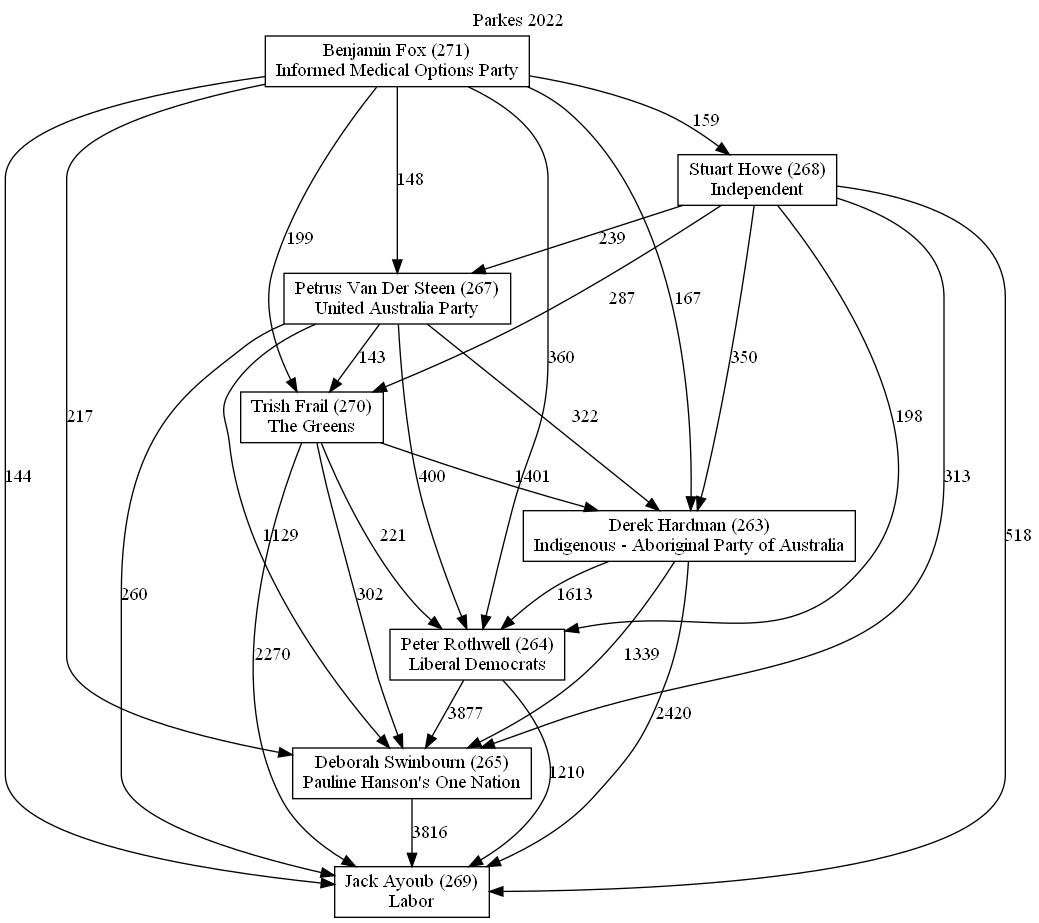 Parkes 2022
Benjamin Fox (271)
Informed Medical Options Party
159
Stuart Howe (268)
Independent
148
199
239
Petrus Van Der Steen (267)
United Australia Party
287
167
143
360
350
Trish Frail (270)
The Greens
217
322
198
144
400
1401
313
Derek Hardman (263)
Indigenous - Aboriginal Party of Australia
1129
221
518
260
302
1613
Peter Rothwell (264)
Liberal Democrats
2270
1339
3877
2420
Deborah Swinbourn (265)
Pauline Hanson's One Nation
1210
3816
Jack Ayoub (269)
Labor